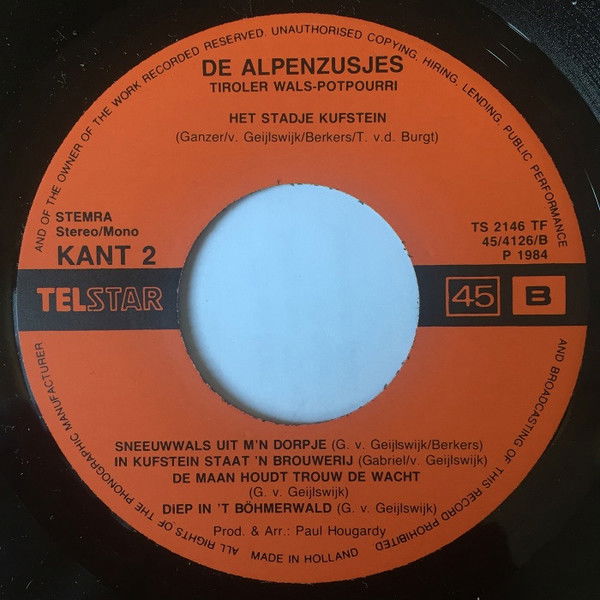 ALL RIGHTS OF THE PHONOGRAPHIC MANUFACTURER AND OF THE OWNER OF THE WORK RECORDED RESERVED. UNAUTHORISED COPYING, HIRING, LENDING, PUBLIC PERFORMANCE AND BROADCASTING OF THIS RECORD PROHIBITED
DE ALPENZUSJES
TIROLER WALS-POTPOURRI
HET STADJE KUFSTEIN
(Ganzer/v. Geijlswijk/Berkers/T. v.d. Burgt)
STEMRA
Stereo/Mono
KANT 2
TS 2146 TF
45/4126/B
P 1984
TELSTAR
45 B
SNEEUWWALS UIT M'N DORPJE (G. v. Geijlswijk/Berkers)
IN KUFSTEIN STAAT 'N BROUWERIJ (Gabriel/v. Geijlswijk)
DE MAAN HOUDT TROUW DE WACHT
(G. v. Geijlswijk)
DIEP IN 'T BÖHMERWALD (G. v. Geijlswijk)
Prod. & Arr.: Paul Hougardy
MADE IN HOLLAND